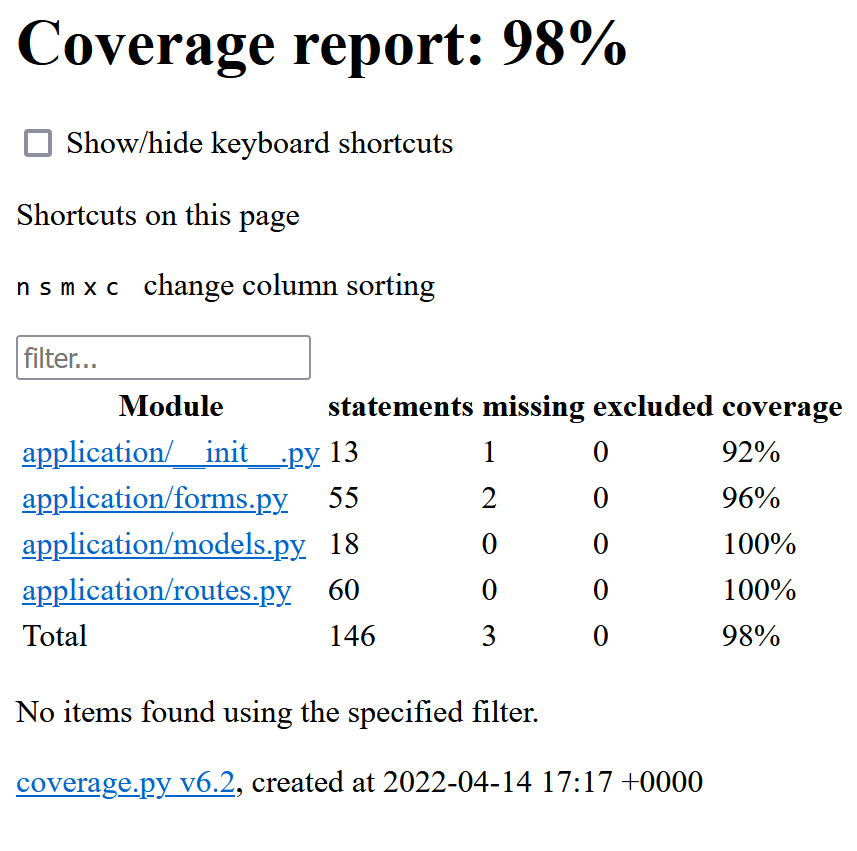 Coverage report: 98%
Show/hide keyboard shortcuts
Shortcuts on this page
n s m x c change column sorting
filter...
Module statements missing excluded coverage
application/__init__.py 13 1 0 92%
application/forms.py 55 2 0 96%
application/models.py 18 0 0 100%
application/routes.py 60 0 0 100%
Total 146 3 0 98%
No items found using the specified filter.
coverage.py v6.2, created at 2022-04-14 17:17 +0000